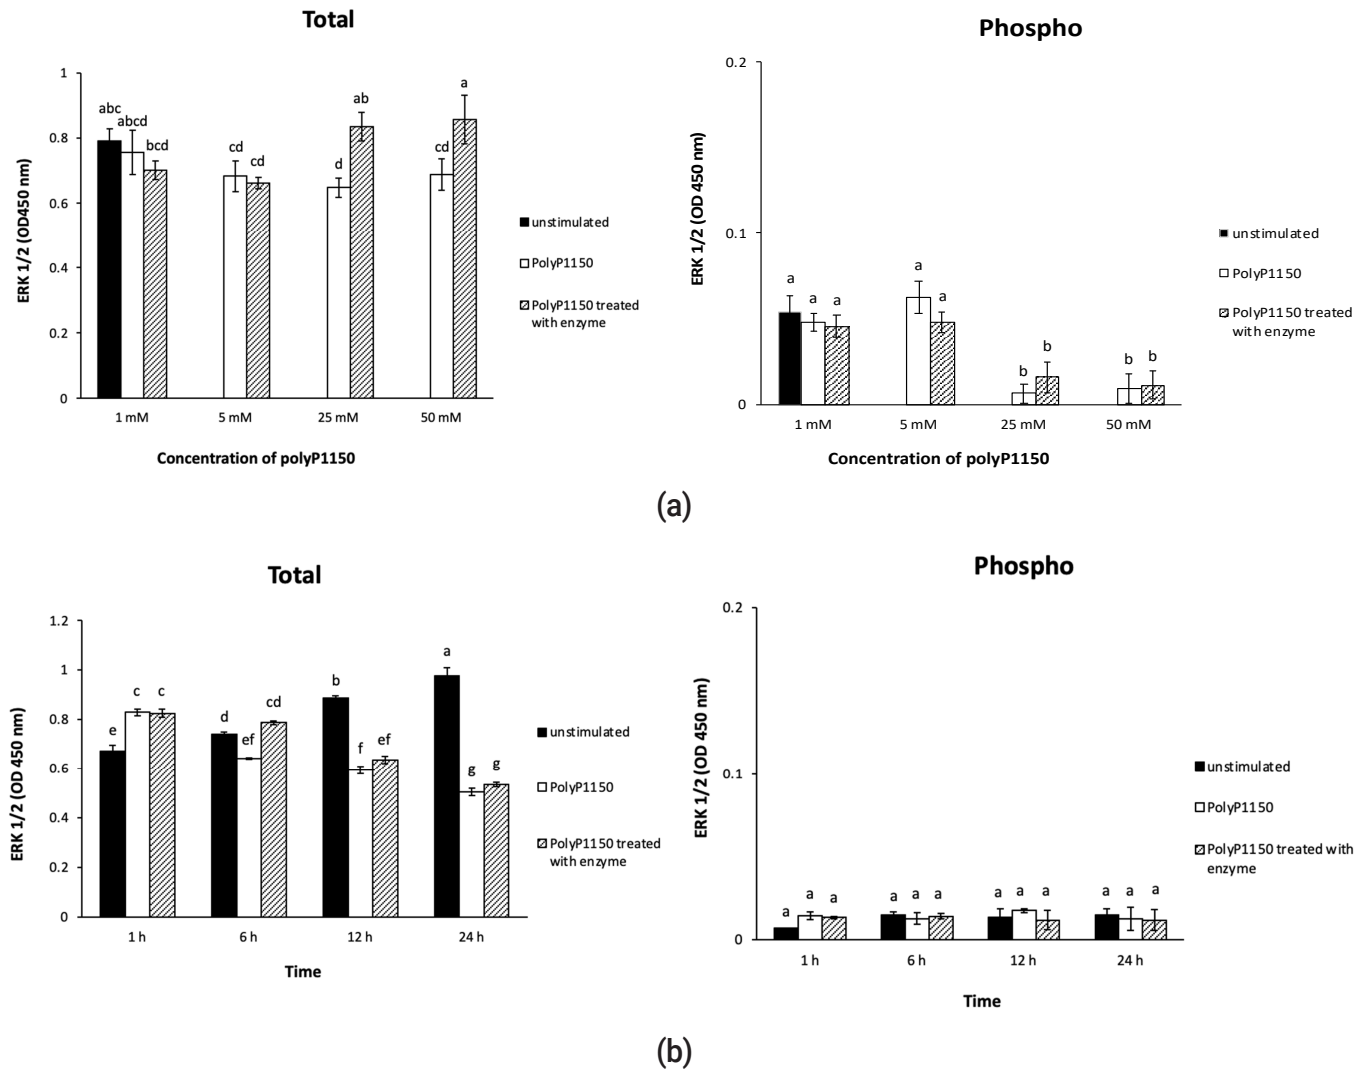 Total
1
0.8
0.6
0.4
0.2
0
ERK 1/2 (OD450 nm)
abc
abcd
bcd
cd
cd
d
ab
cd
a
1 mM
5 mM
25 mM
50 mM
Concentration of polyP1150
unstimulated
PolyP1150
PolyP1150 treated
with enzyme
Phospho
0.2
0.1
0
ERK 1/2 (OD 450 nm)
a
a
a
a
a
b
b
b
b
1 mM
5 mM
25 mM
50 mM
Concentration of polyP1150
unstimulated
PolyP1150
PolyP1150 treated
with enzyme
(a)
Total
1.2
1
0.8
0.6
0.4
0.2
0
ERK 1/2 (OD 450 nm)
e
c
c
d
ef
cd
b
f
ef
a
g
g
1 h
6 h
12 h
24 h
Time
unstimulated
PolyP1150
PolyP1150 treated
with enzyme
Phospho
0.2
0.1
0
ERK 1/2 (OD 450 nm)
a
a
a
a
a
a
a
a
a
a
a
a
1 h
6 h
12 h
24 h
Time
unstimulated
PolyP1150
PolyP1150 treated with
enzyme
(b)